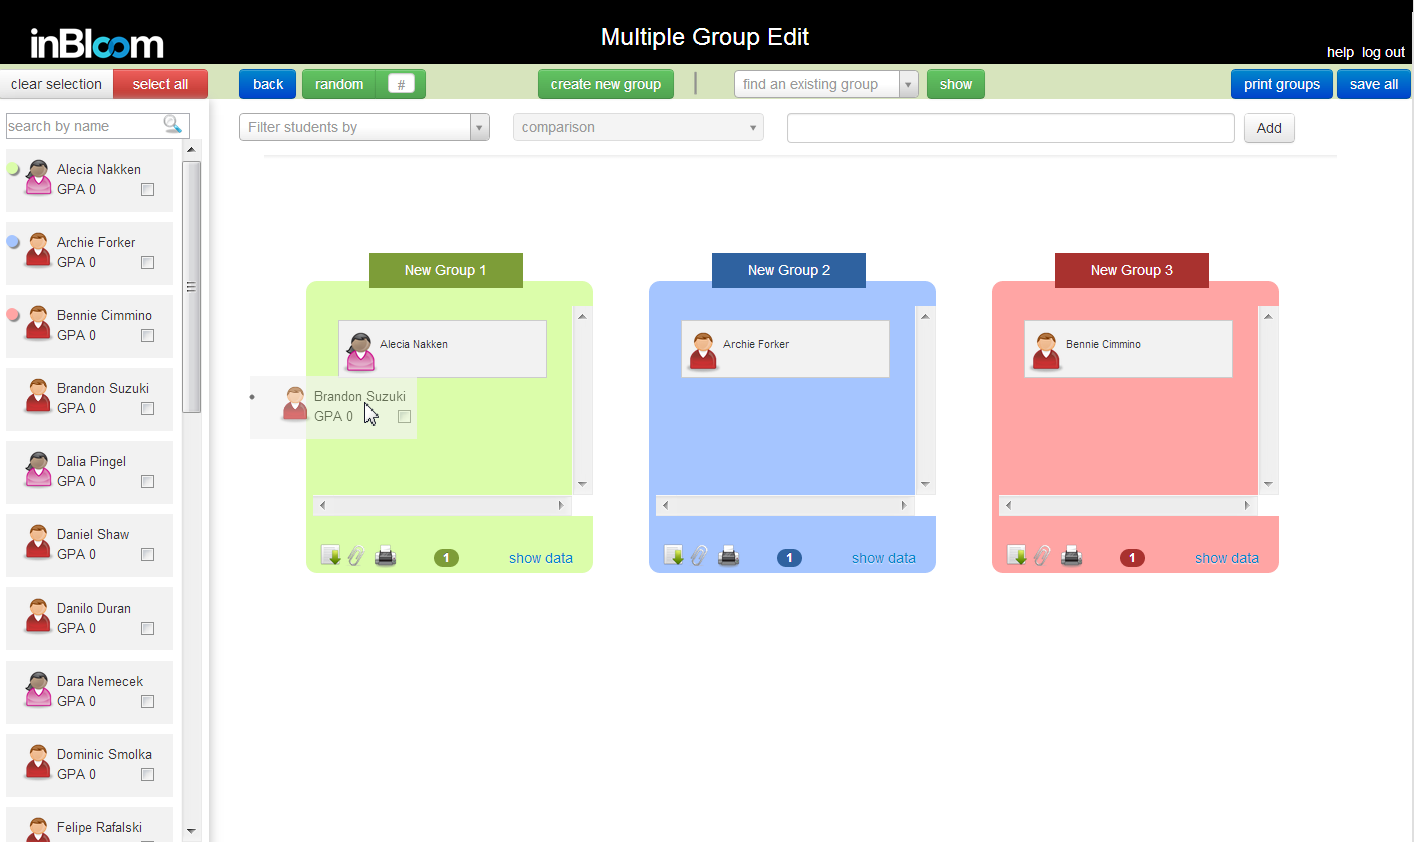 inBloom
Multiple Group Edit
help log out
clear selection select all back random # create new group find an existing group show print groups save all
search by name
Filter students by comparison Add
Alecia Nakken
GPA 0
Archie Forker
GPA 0
Bennie Cimmino
GPA 0
Brandon Suzuki
GPA 0
Dalia Pingel
GPA 0
Daniel Shaw
GPA 0
Danilo Duran
GPA 0
Dara Nemecek
GPA 0
Dominic Smolka
GPA 0
Felipe Rafalski
New Group 1
Alecia Nakken
Brandon Suzuki
GPA 0
1 show data
New Group 2
Archie Forker
1 show data
New Group 3
Bennie Cimmino
1 show data